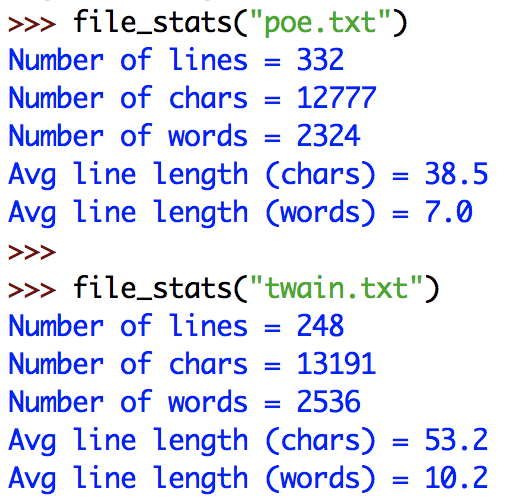 >>> file_stats("poe.txt")
Number of lines = 332
Number of chars = 12777
Number of words = 2324
Avg line length (chars) = 38.5
Avg line length (words) = 7.0
>>>
>>> file_stats("twain.txt")
Number of lines = 248
Number of chars = 13191
Number of words = 2536
Avg line length (chars) = 53.2
Avg line length (words) = 10.2